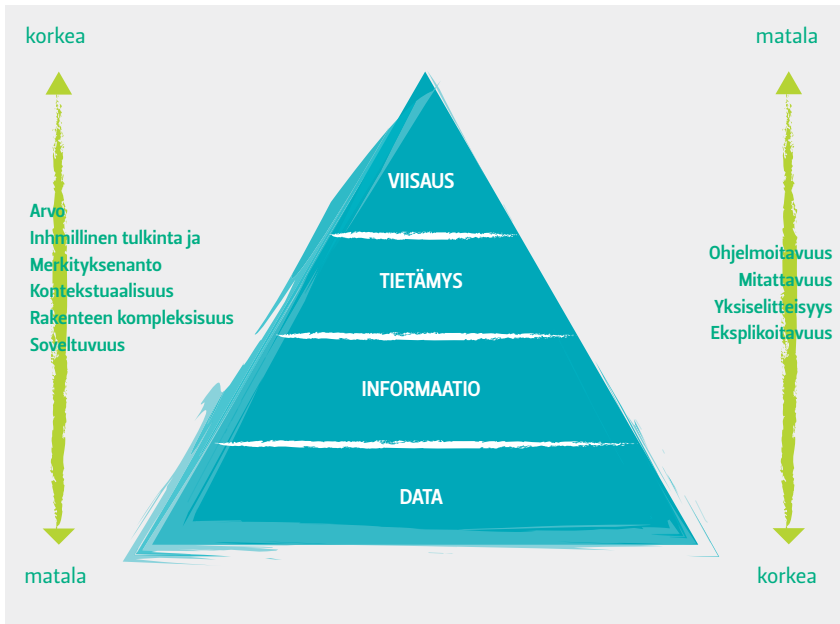 korkea
matala
Arvo
Inhmillinen tulkinta ja
Merkityksenanto
Kontekstuaalisuus
Rakenteen kompleksisuus
Soveltuvuus
VIISAUS
TIETÄMYS
INFORMAATIO
DATA
Ohjelmoitavuus
Mitattavuus
Yksiselitteisyys
Eksplikoitavuus
matala
korkea